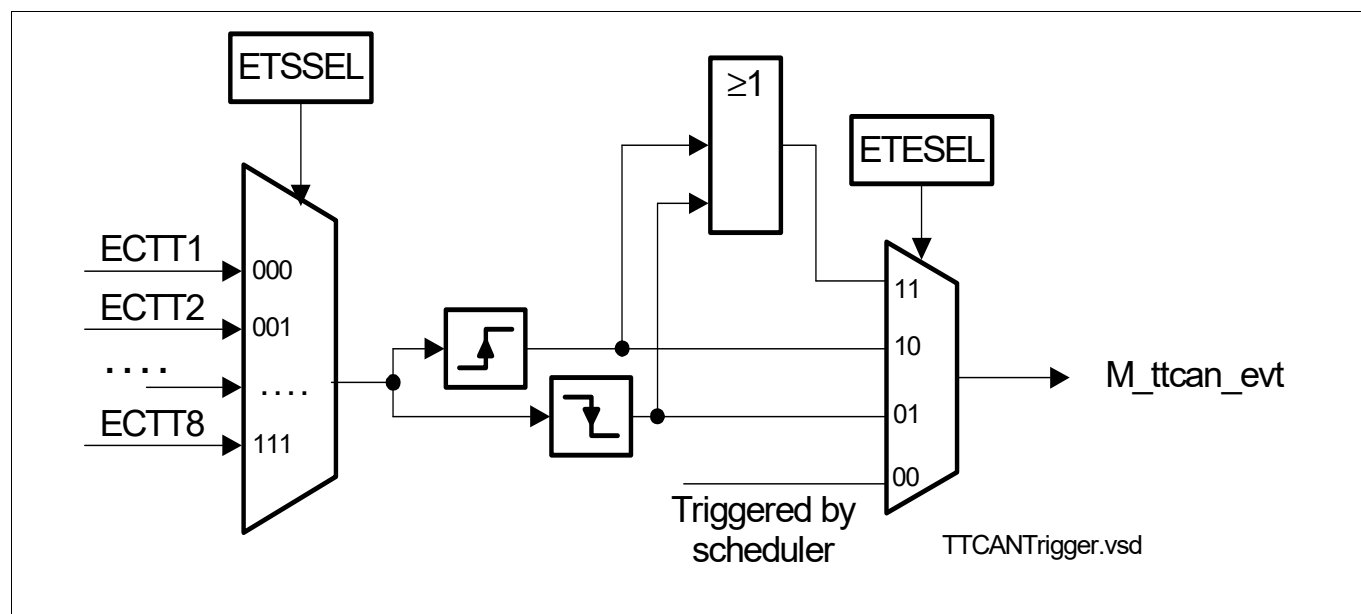 ETSSEL
≥1
ETESEL
ECTT1
000
ECTT2
001
....
....
ECTT8
111
11
10
01
00
M_ttcan_evt
Triggered by
scheduler
TTCANTrigger.vsd